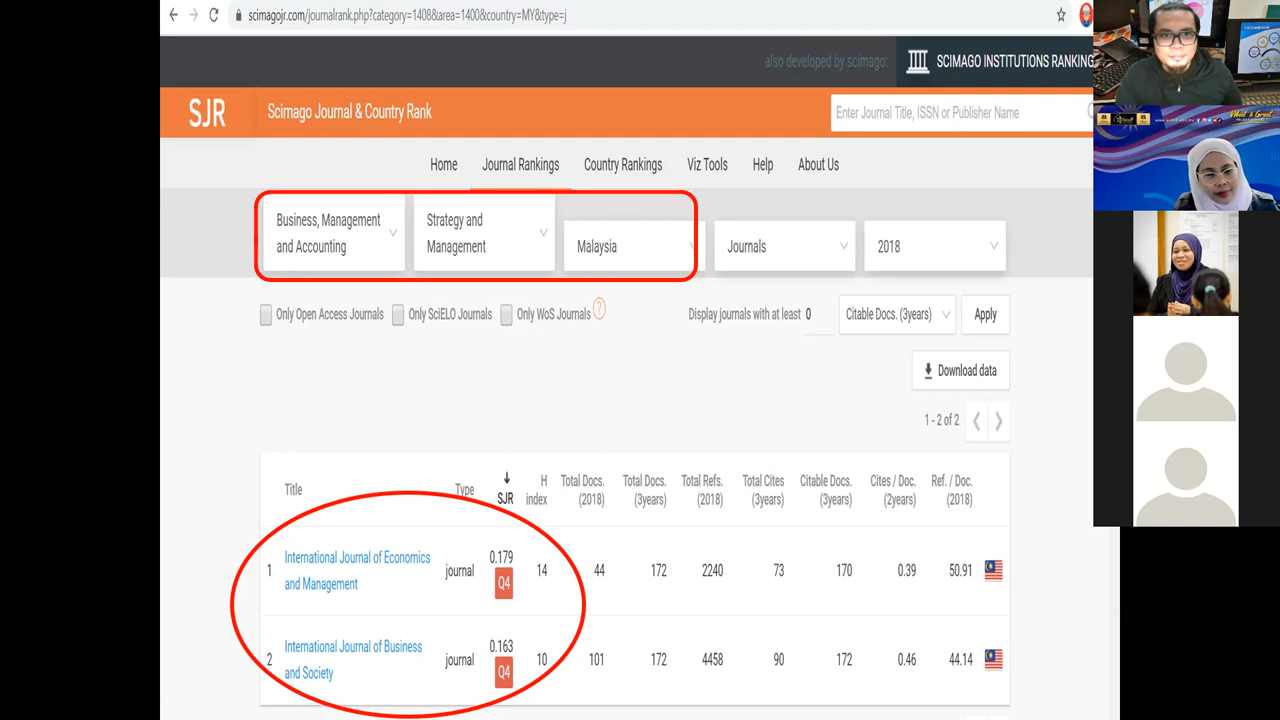 scimagojr.com/journalrank.php?category=1408&area=1400&country=MY&type=j
also developed by scimago:
SCIMAGO INSTITUTIONS RANKING
SJR
Scimago Journal & Country Rank
Enter Journal Title, ISSN or Publisher Name
Home
Journal Rankings
Country Rankings
Viz Tools
Help
About Us
Business, Management
and Accounting
Strategy and
Management
Malaysia
Journals
2018
Only Open Access Journals
Only SciELO Journals
Only WoS Journals
?
Display journals with at least 0
Citable Docs. (3years)
Apply
Download data
1 - 2 of 2
Title Type SJR H index Total Docs. (2018) Total Docs. (3years) Total Refs. (2018) Total Cites (3years) Citable Docs. (3years) Cites / Doc. (2years) Ref. / Doc. (2018)
1 International Journal of Economics and Management journal 0.179 Q4 14 44 172 2240 73 170 0.39 50.91
2 International Journal of Business and Society journal 0.163 Q4 10 101 172 4458 90 172 0.46 44.14